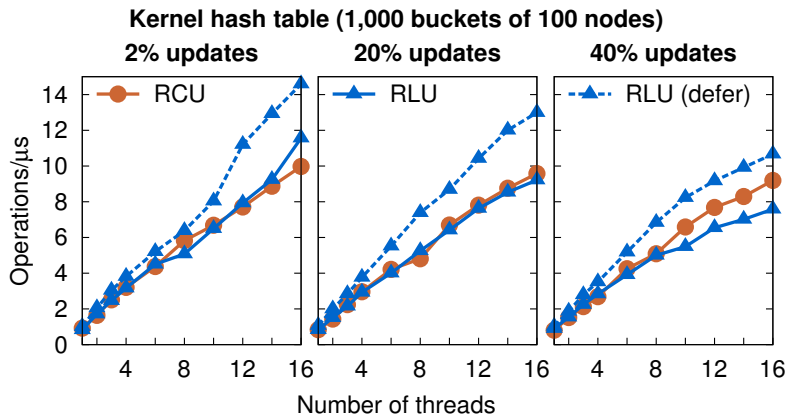 Kernel hash table (1,000 buckets of 100 nodes)
2% updates 20% updates 40% updates
RCU RLU RLU (defer)
Operations/µs
14
12
10
8
6
4
2
0
4 8 12 16 4 8 12 16 4 8 12 16
Number of threads